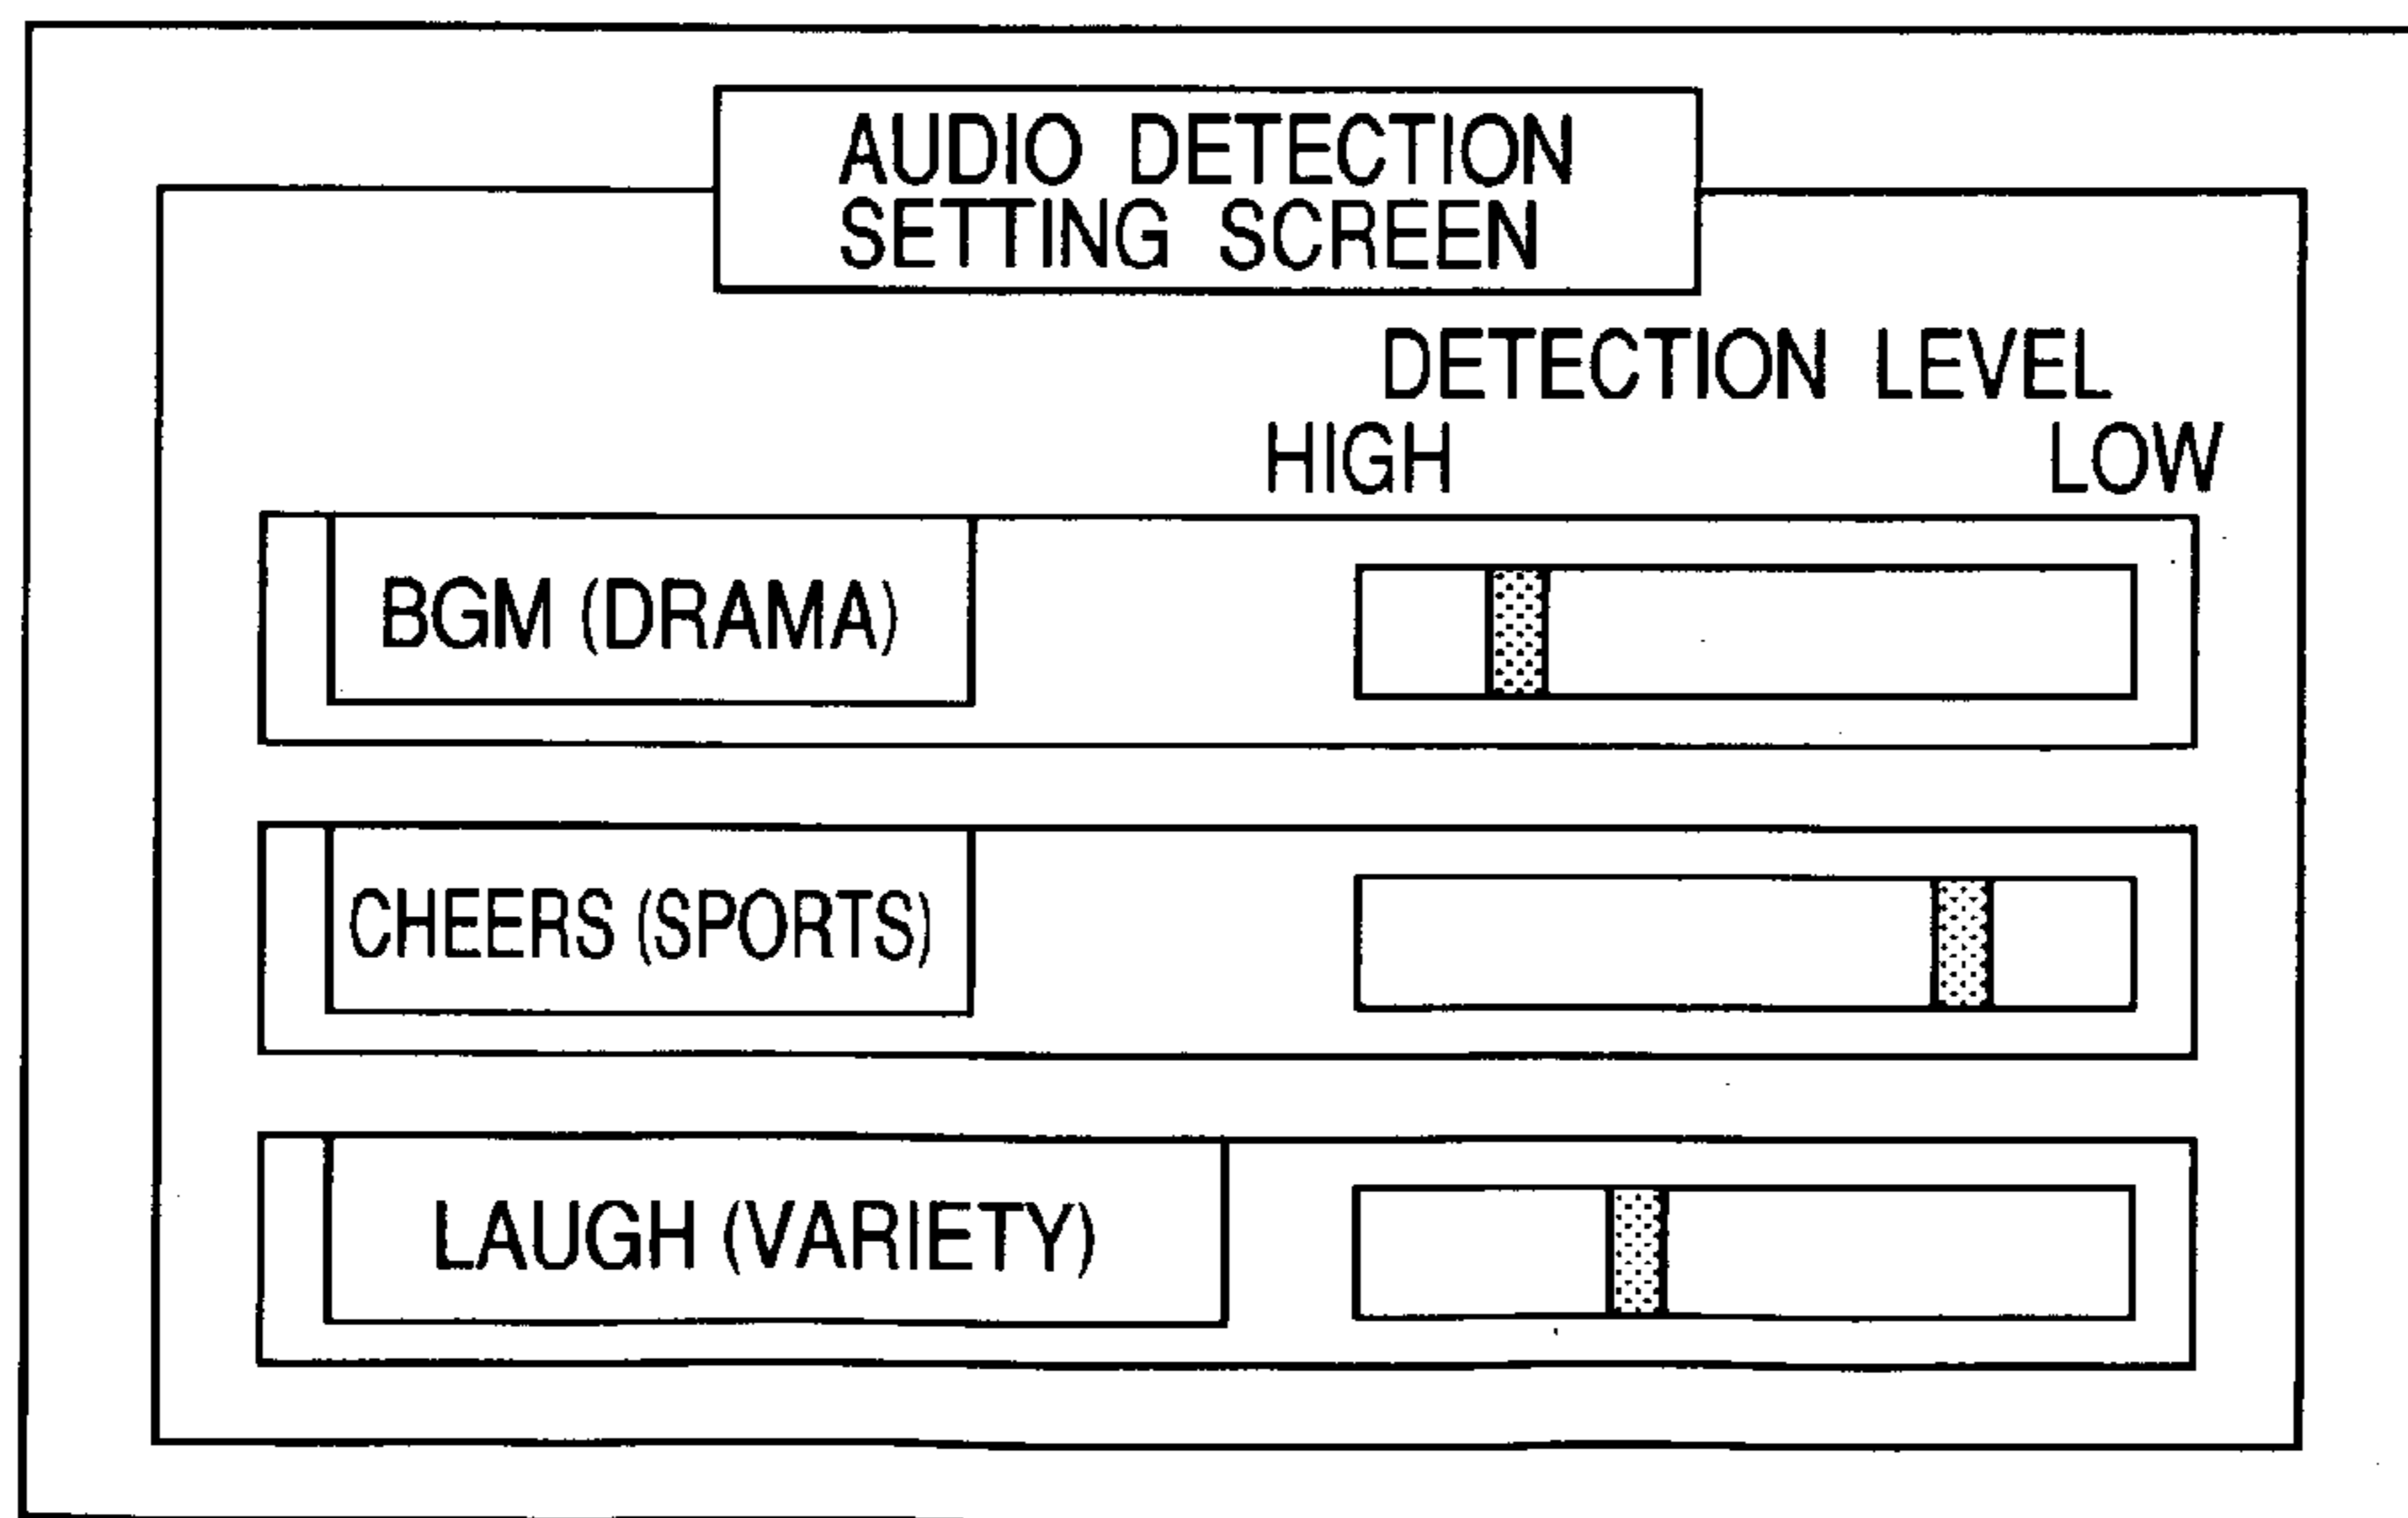 AUDIO DETECTION
SETTING SCREEN
DETECTION LEVEL
HIGH LOW
BGM (DRAMA)
CHEERS (SPORTS)
LAUGH (VARIETY)